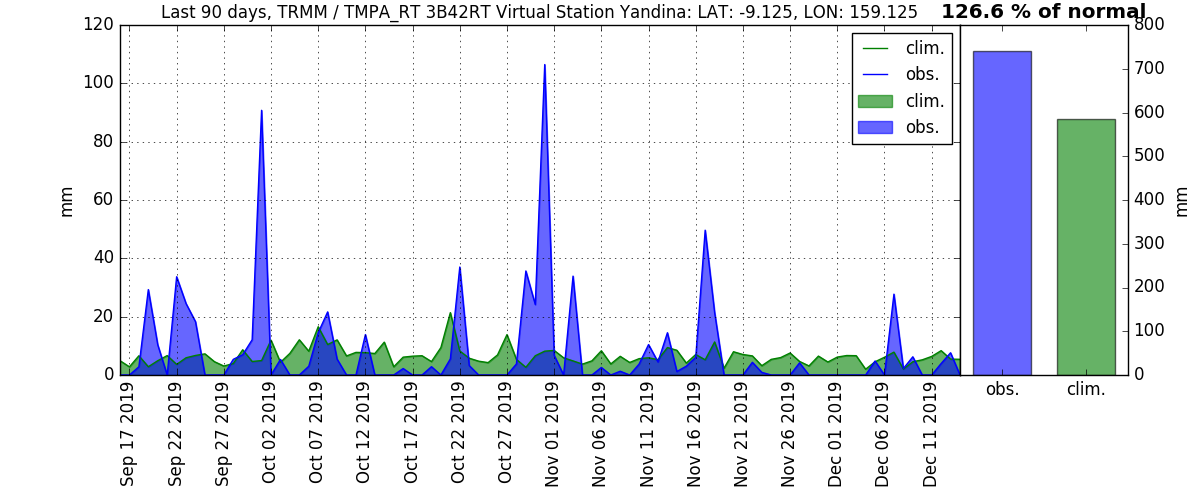 Last 90 days, TRMM / TMPA_RT 3B42RT Virtual Station Yandina: LAT: -9.125, LON: 159.125
126.6 % of normal
120
100
80
60
40
20
0
mm
clim.
obs.
clim.
obs.
800
700
600
500
400
300
200
100
0
mm
Sep 17 2019
Sep 22 2019
Sep 27 2019
Oct 02 2019
Oct 07 2019
Oct 12 2019
Oct 17 2019
Oct 22 2019
Oct 27 2019
Nov 01 2019
Nov 06 2019
Nov 11 2019
Nov 16 2019
Nov 21 2019
Nov 26 2019
Dec 01 2019
Dec 06 2019
Dec 11 2019
obs.
clim.